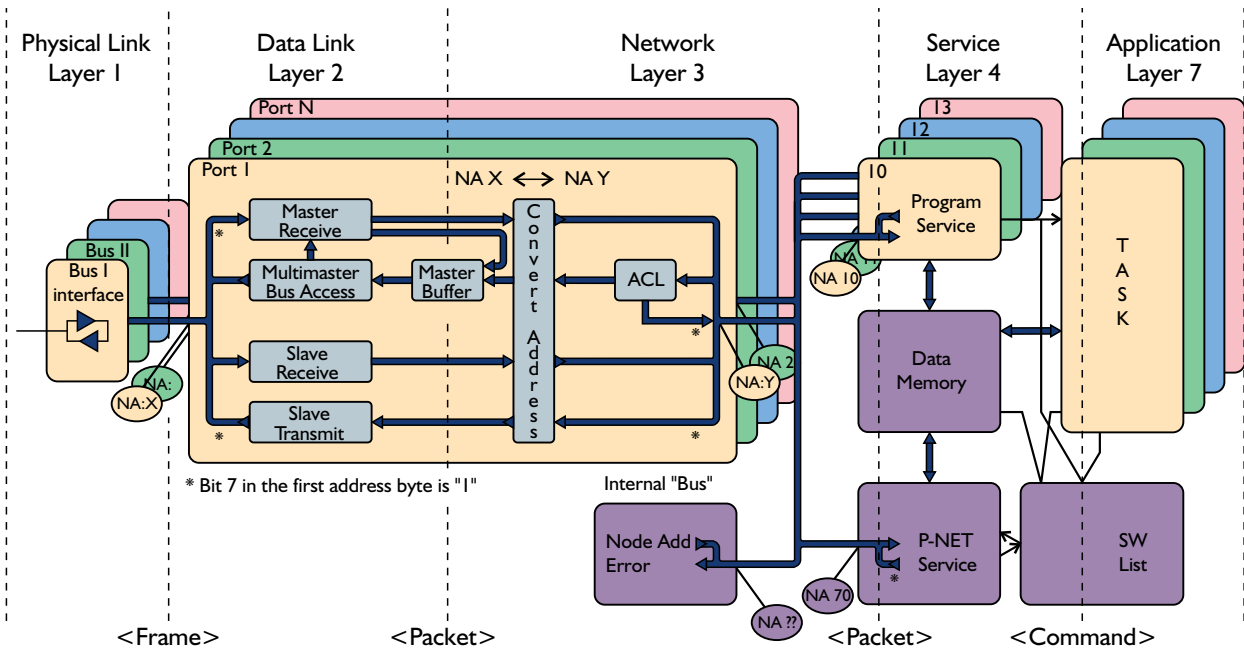 Physical Link
Layer 1
Data Link
Layer 2
Network
Layer 3
Service
Layer 4
Application
Layer 7
Port N
Port 2
Port 1
NA X
NA Y
13
12
11
10
Program
Service
Master
Receive
Multimaster
Bus Access
Master
Buffer
Convert Address
ACL
*
*
Slave
Receive
Slave
Transmit
*
*
Bus II
Bus I
interface
NA:
NA:X
NA 2
NA:Y
NA 10
TASK
Data
Memory
* Bit 7 in the first address byte is "1"
Internal "Bus"
Node Add
Error
P-NET
Service
*
SW
List
NA 70
NA ??
<Frame>
<Packet>
<Packet>
<Command>